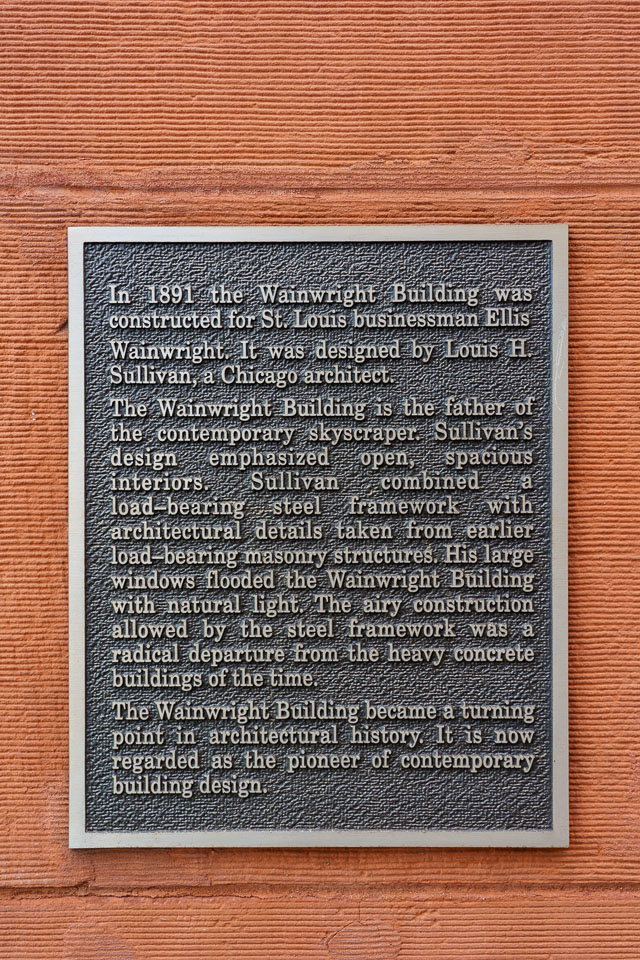 In 1891 the Wainwright Building was
constructed for St. Louis businessman Ellis
Wainwright. It was designed by Louis H.
Sullivan, a Chicago architect.
The Wainwright Building is the father of
the contemporary skyscraper. Sullivan's
design emphasized open, spacious
interiors. Sullivan combined a
load-bearing steel framework with
architectural details taken from earlier
load-bearing masonry structures. His large
windows flooded the Wainwright Building
with natural light. The airy construction
allowed by the steel framework was a
radical departure from the heavy concrete
buildings of the time.
The Wainwright Building became a turning
point in architectural history. It is now
regarded as the pioneer of contemporary
building design.